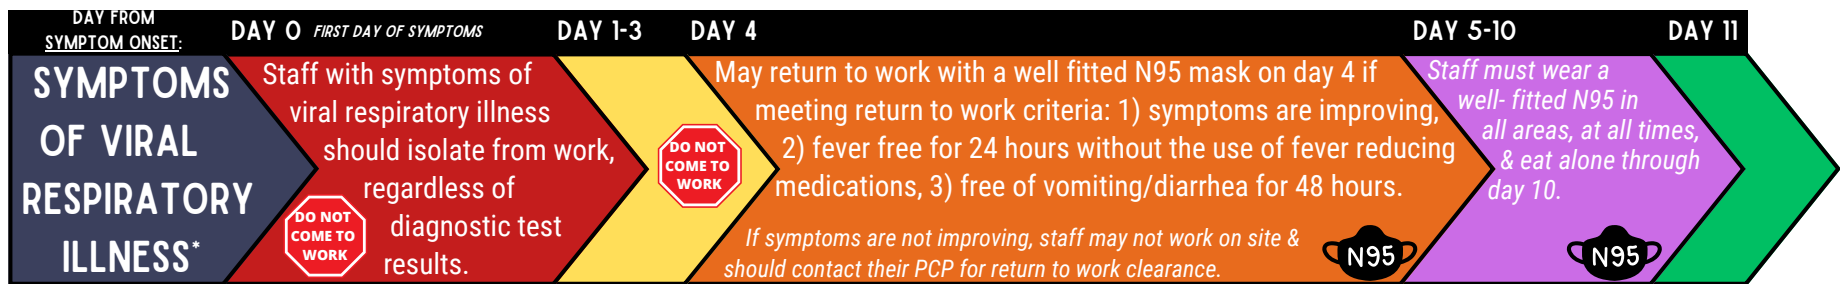 DAY FROM
SYMPTOM ONSET:
DAY 0 FIRST DAY OF SYMPTOMS
DAY 1-3
DAY 4
DAY 5-10
DAY 11
SYMPTOMS
OF VIRAL
RESPIRATORY
ILLNESS*
Staff with symptoms of
viral respiratory illness
should isolate from work,
regardless of
diagnostic test
results.
DO NOT
COME TO
WORK
DO NOT
COME TO
WORK
May return to work with a well fitted N95 mask on day 4 if
meeting return to work criteria: 1) symptoms are improving,
2) fever free for 24 hours without the use of fever reducing
medications, 3) free of vomiting/diarrhea for 48 hours.
If symptoms are not improving, staff may not work on site &
should contact their PCP for return to work clearance.
N95
Staff must wear a
well- fitted N95 in
all areas, at all times,
& eat alone through
day 10.
N95